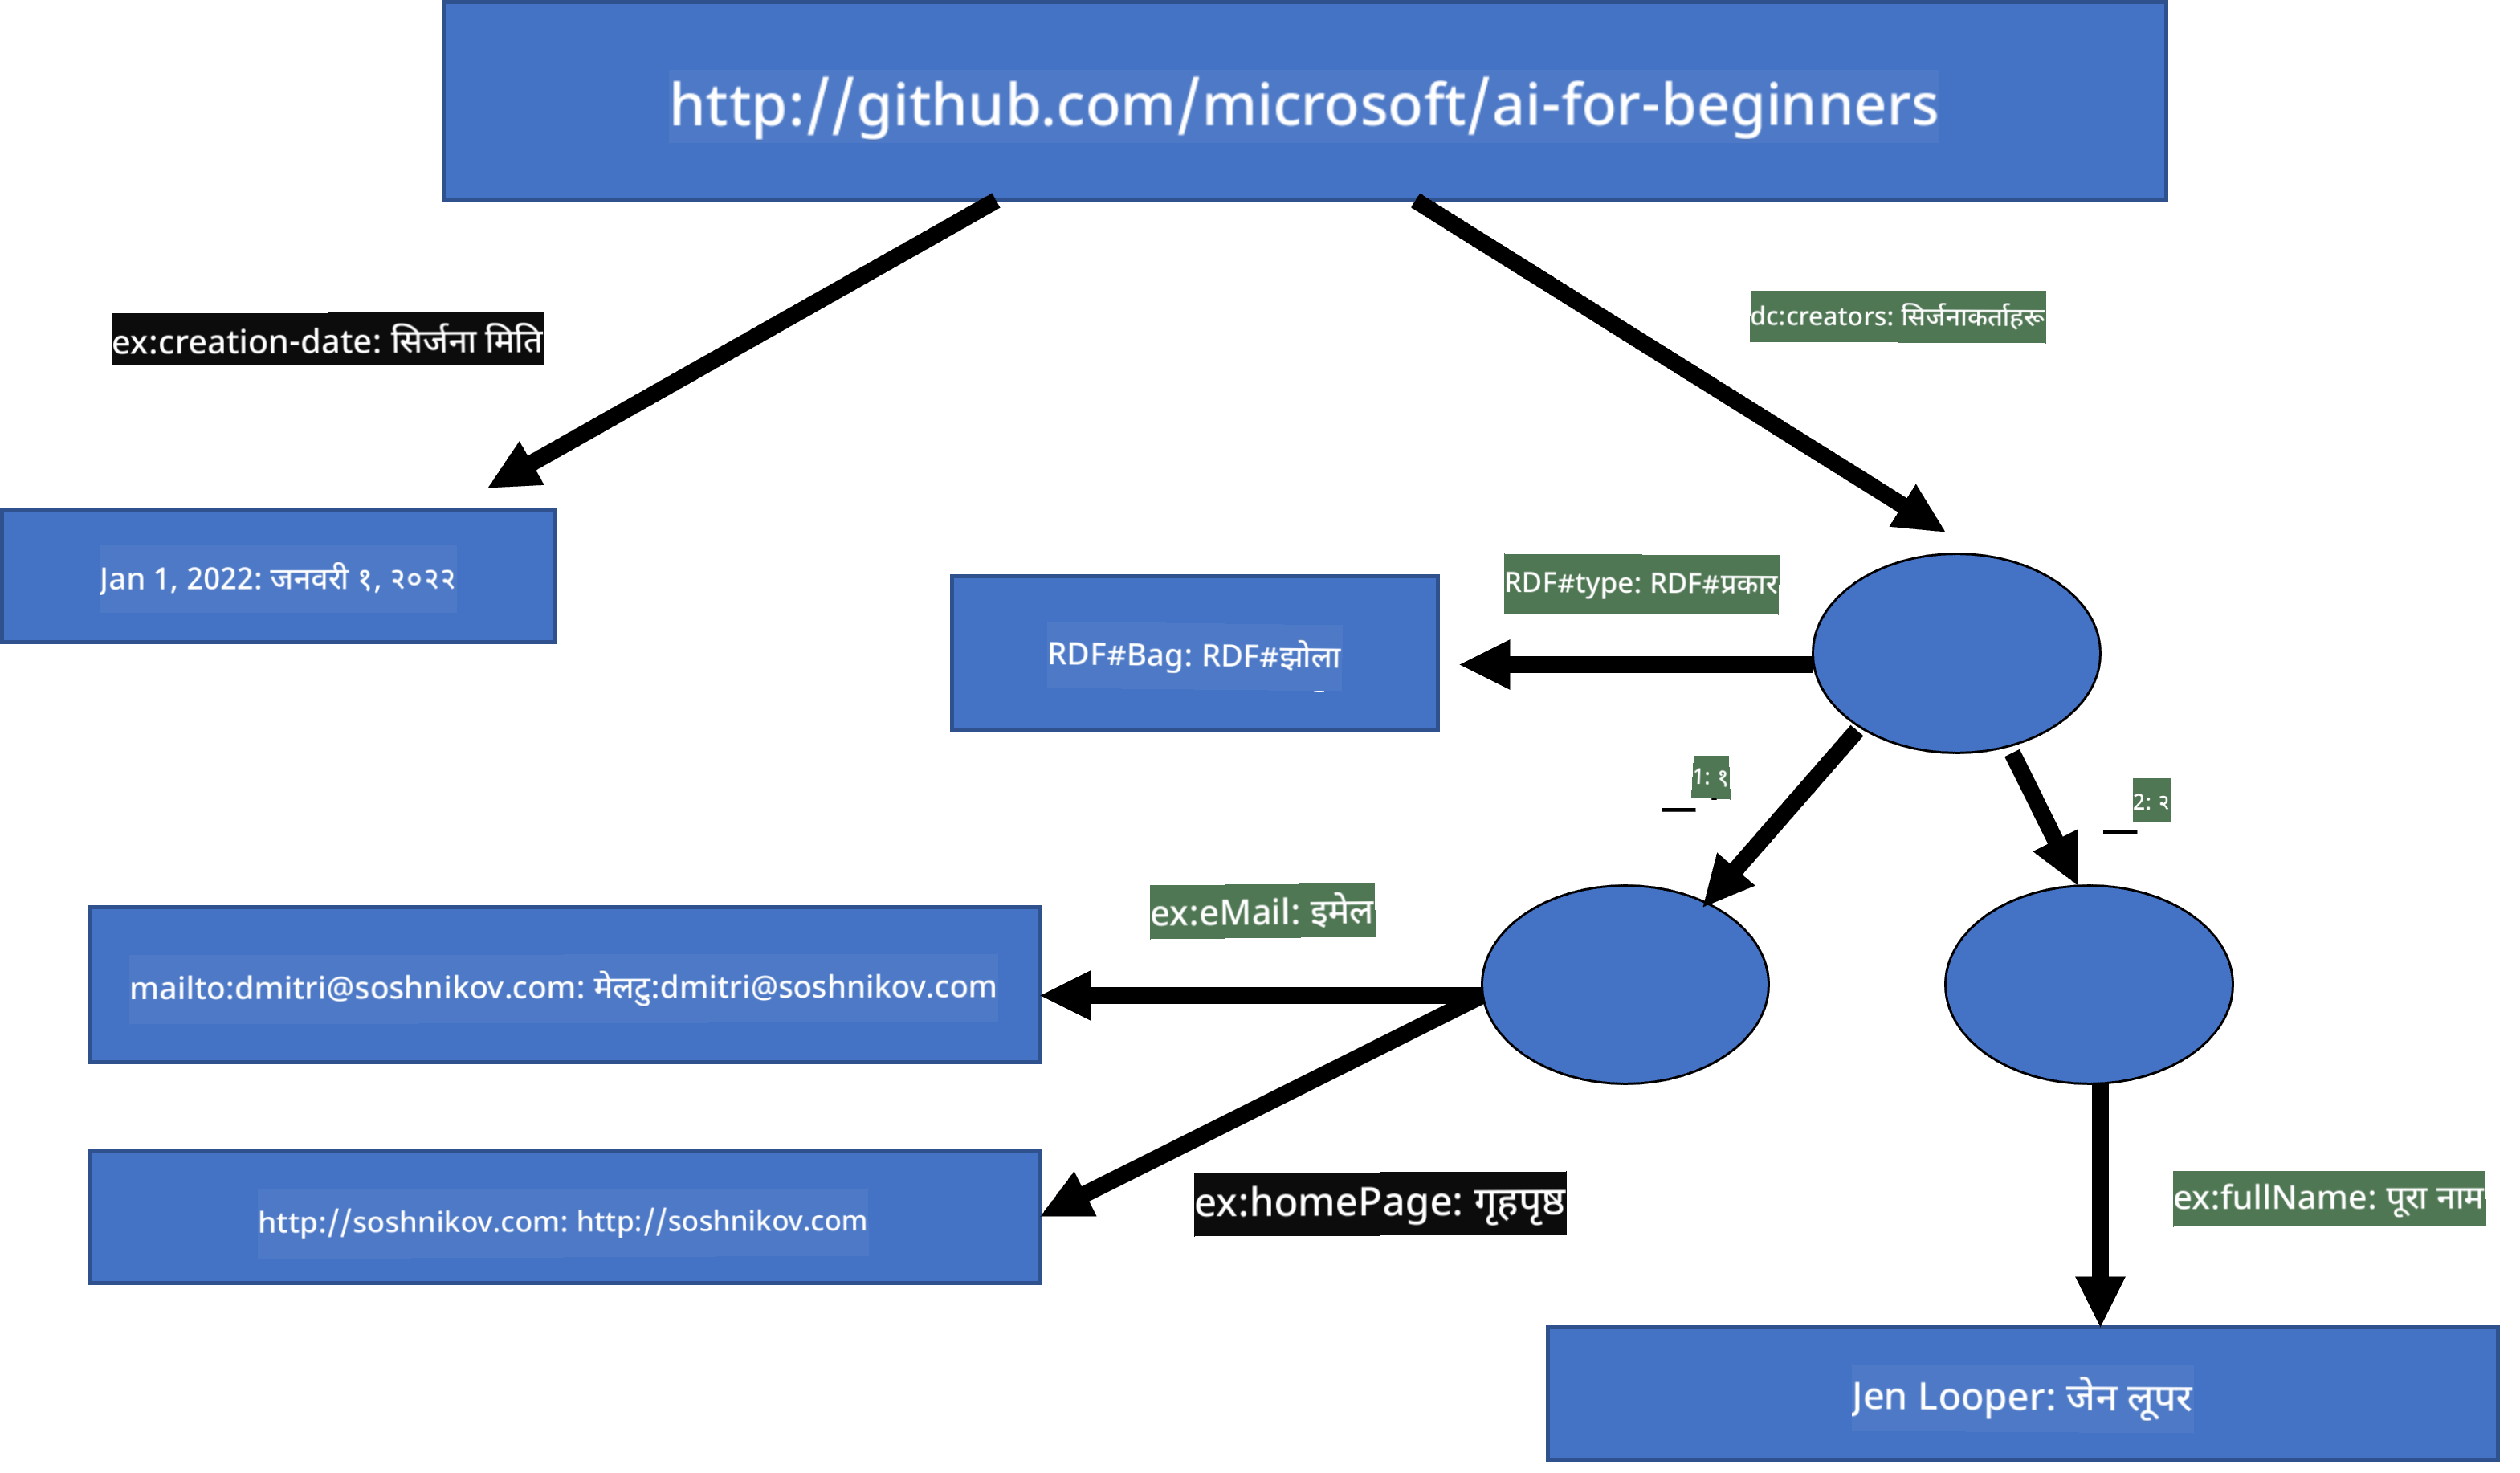 http://github.com/microsoft/ai-for-beginners
ex:creation-date: सिर्जना मिति
dc:creators: सिर्जनाकर्ताहरू
Jan 1, 2022: जनवरी १, २०२२
RDF#type: RDF#प्रकार
RDF#Bag: RDF#झोला
1: १
2: २
ex:eMail: इमेल
mailto:dmitri@soshnikov.com: मेलटु:dmitri@soshnikov.com
ex:homePage: गृहपृष्ठ
http://soshnikov.com: http://soshnikov.com
ex:fullName: पूरा नाम
Jen Looper: जेन लूपर